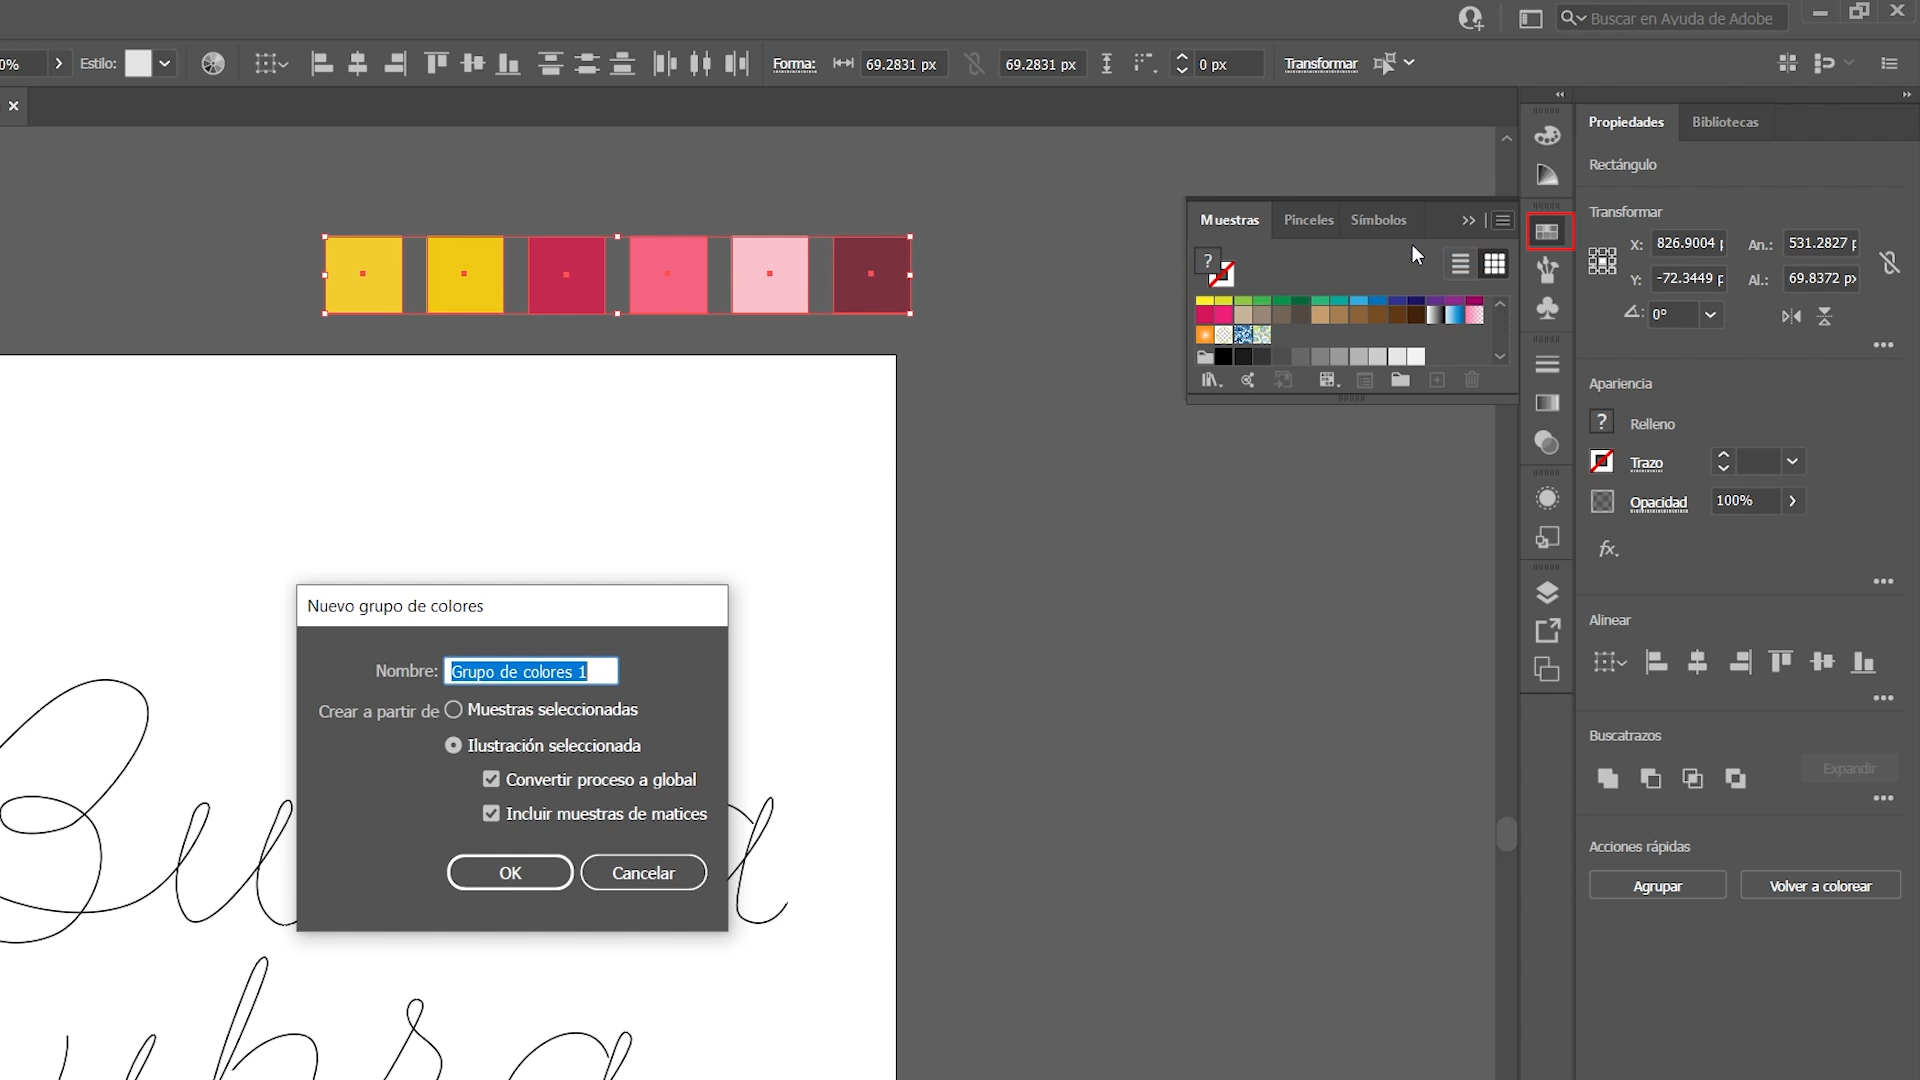 Buscar en Ayuda de Adobe
0%
Estilo:
Forma:
69.2831 px
69.2831 px
0 px
Transformar
Propiedades
Bibliotecas
Rectángulo
Transformar
X: 826.9004
An.: 531.2827
Y: -72.3449
Al.: 69.8372
0°
Apariencia
? Relleno
Trazo
Opacidad
100%
fx.
Alinear
Buscatrazos
Expandir
Acciones rápidas
Agrupar
Volver a colorear
Muestras
Pinceles
Símbolos
?
Nuevo grupo de colores
Nombre: Grupo de colores 1
Crear a partir de
Muestras seleccionadas
Ilustración seleccionada
Convertir proceso a global
Incluir muestras de matices
OK
Cancelar